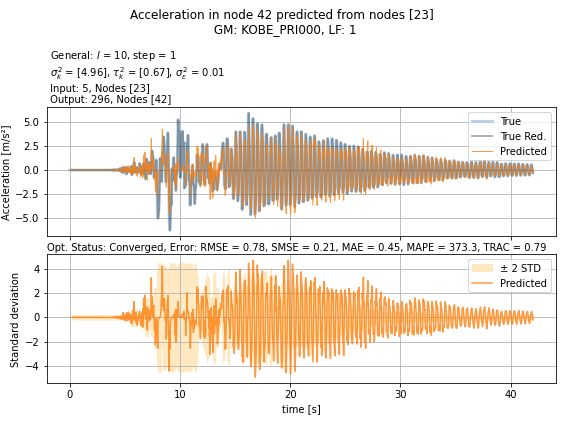 Acceleration in node 42 predicted from nodes [23]
GM: KOBE_PRI000, LF: 1
General: l = 10, step = 1
σ²ₖ = [4.96], τ²ₖ = [0.67], σ²ε = 0.01
Input: 5, Nodes [23]
Output: 296, Nodes [42]
5.0
2.5
0.0
−2.5
−5.0
Acceleration [m/s²]
True
True Red.
Predicted
Opt. Status: Converged, Error: RMSE = 0.78, SMSE = 0.21, MAE = 0.45, MAPE = 373.3, TRAC = 0.79
4
2
0
−2
−4
Standard deviation
± 2 STD
Predicted
0 10 20 30 40
time [s]